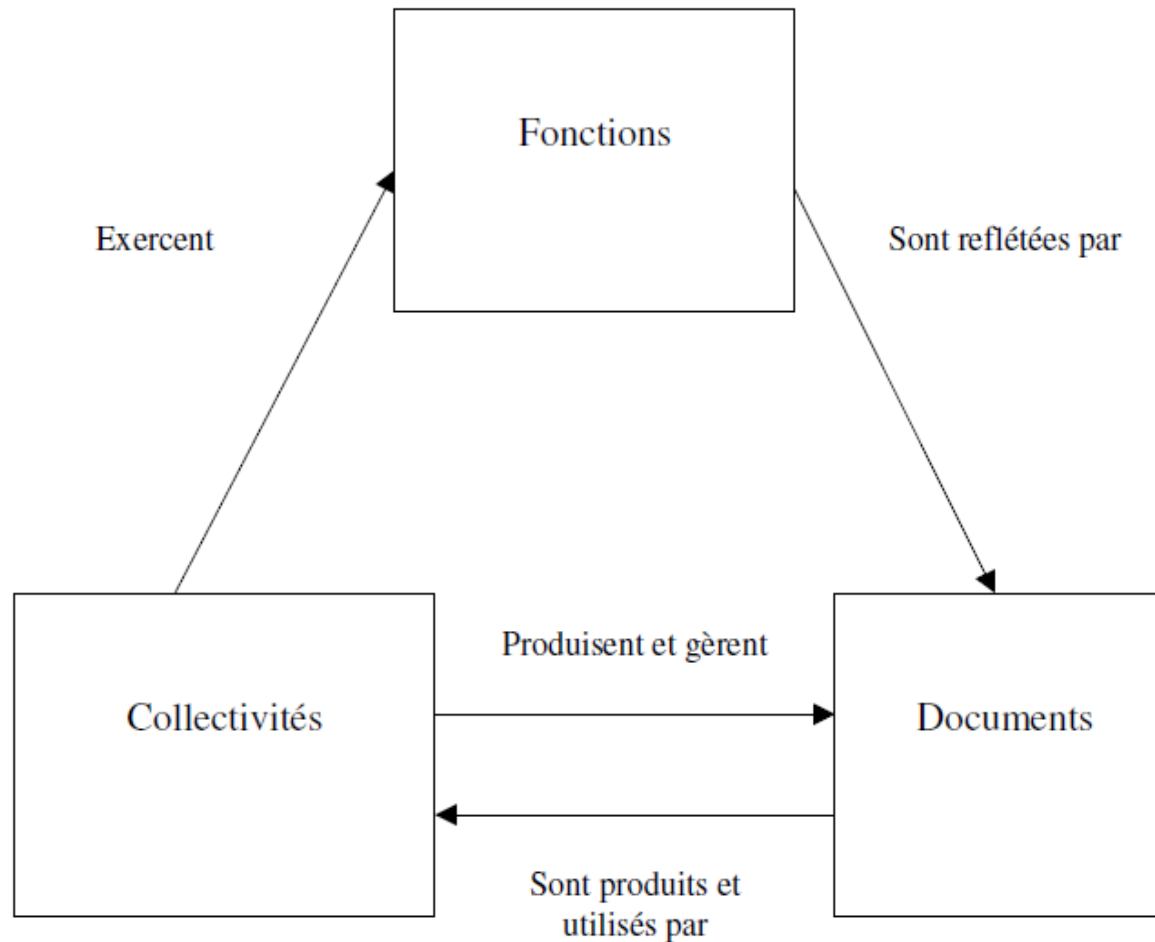 Fonctions
Exercent
Sont reflétées par
Produisent et gèrent
Collectivités
Documents
Sont produits et
utilisés par